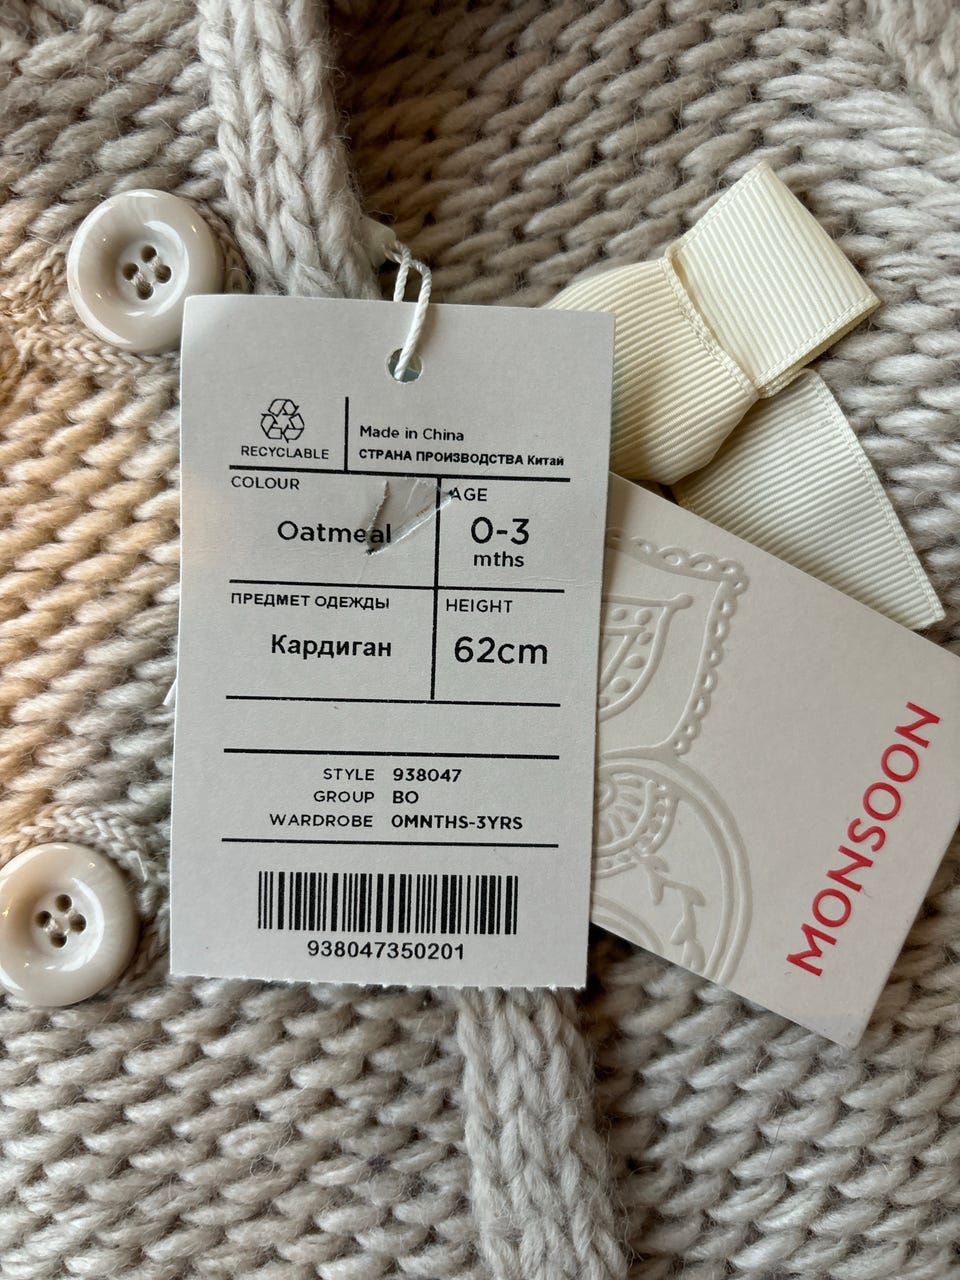 RECYCLABLE
Made in China
СТРАНА ПРОИЗВОДСТВА Китай
COLOUR
Oatmeal
AGE
0-3
mths
ПРЕДМЕТ ОДЕЖДЫ
Кардиган
HEIGHT
62cm
STYLE 938047
GROUP BO
WARDROBE 0MNTHS-3YRS
938047350201
MONSOON